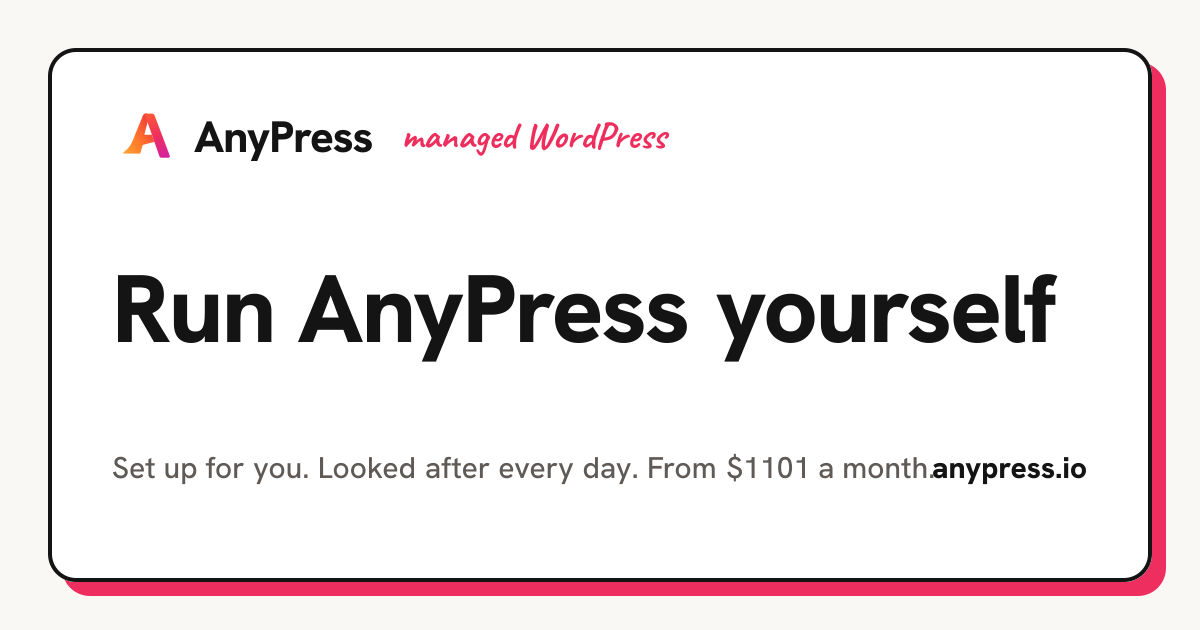 AnyPress managed WordPress
Run AnyPress yourself
Set up for you. Looked after every day. From $1101 a month. anypress.io